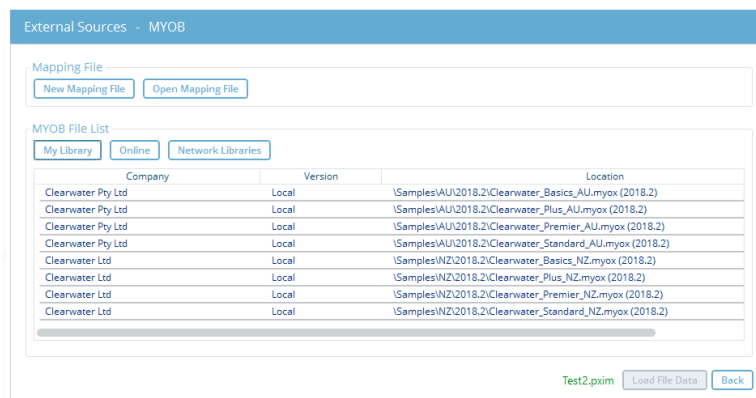 External Sources - MYOB
Mapping File
New Mapping File Open Mapping File
MYOB File List
My Library Online Network Libraries
Company Version Location
Clearwater Pty Ltd Local \Samples\AU\2018.2\Clearwater_Basics_AU.myox (2018.2)
Clearwater Pty Ltd Local \Samples\AU\2018.2\Clearwater_Plus_AU.myox (2018.2)
Clearwater Pty Ltd Local \Samples\AU\2018.2\Clearwater_Premier_AU.myox (2018.2)
Clearwater Pty Ltd Local \Samples\AU\2018.2\Clearwater_Standard_AU.myox (2018.2)
Clearwater Ltd Local \Samples\NZ\2018.2\Clearwater_Basics_NZ.myox (2018.2)
Clearwater Ltd Local \Samples\NZ\2018.2\Clearwater_Plus_NZ.myox (2018.2)
Clearwater Ltd Local \Samples\NZ\2018.2\Clearwater_Premier_NZ.myox (2018.2)
Clearwater Ltd Local \Samples\NZ\2018.2\Clearwater_Standard_NZ.myox (2018.2)
Test2.pxim Load File Data Back